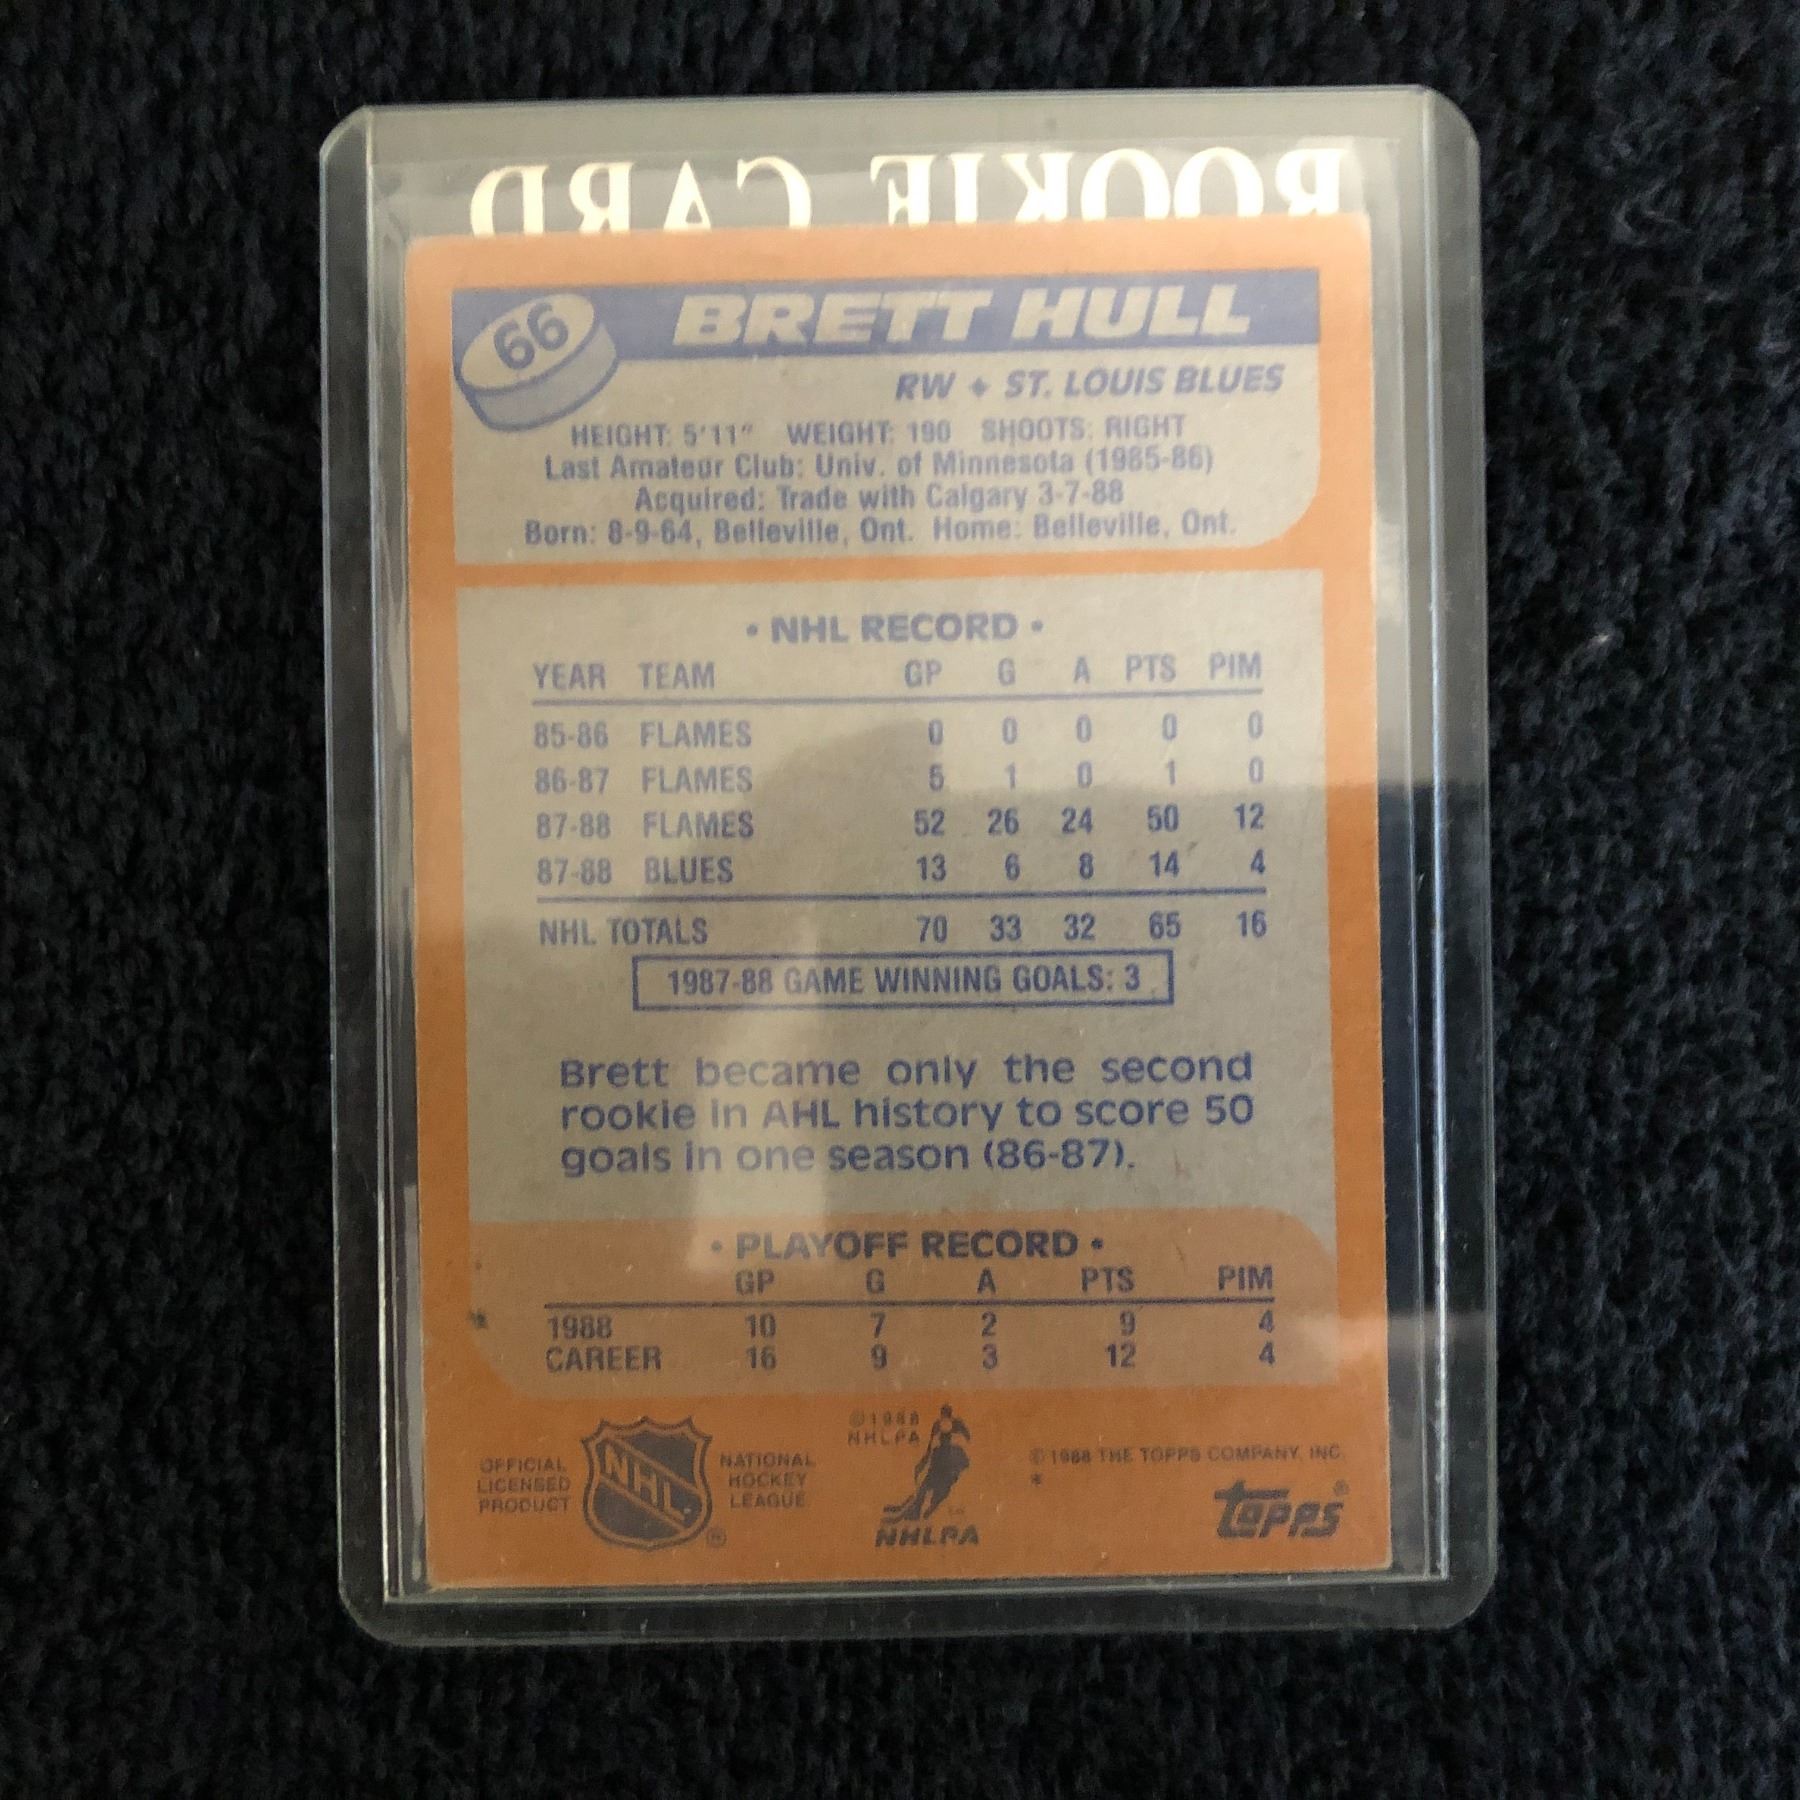 ROOKIE CARD
66 BRETT HULL
RW ✦ ST. LOUIS BLUES
HEIGHT: 5'11" WEIGHT: 190 SHOOTS: RIGHT
Last Amateur Club: Univ. of Minnesota (1985-86)
Acquired: Trade with Calgary 3-7-88
Born: 8-9-64, Belleville, Ont. Home: Belleville, Ont.
• NHL RECORD •
YEAR TEAM GP G A PTS PIM
85-86 FLAMES 0 0 0 0 0
86-87 FLAMES 5 1 0 1 0
87-88 FLAMES 52 26 24 50 12
87-88 BLUES 13 6 8 14 4
NHL TOTALS 70 33 32 65 16
1987-88 GAME WINNING GOALS: 3
Brett became only the second
rookie in AHL history to score 50
goals in one season (86-87).
• PLAYOFF RECORD •
GP G A PTS PIM
1988 10 7 2 9 4
CAREER 16 9 3 12 4
OFFICIAL
LICENSED
PRODUCT
NHL ®
NATIONAL
HOCKEY
LEAGUE
©1988
NHLPA
NHLPA
© 1988 THE TOPPS COMPANY, INC.
*
topps®